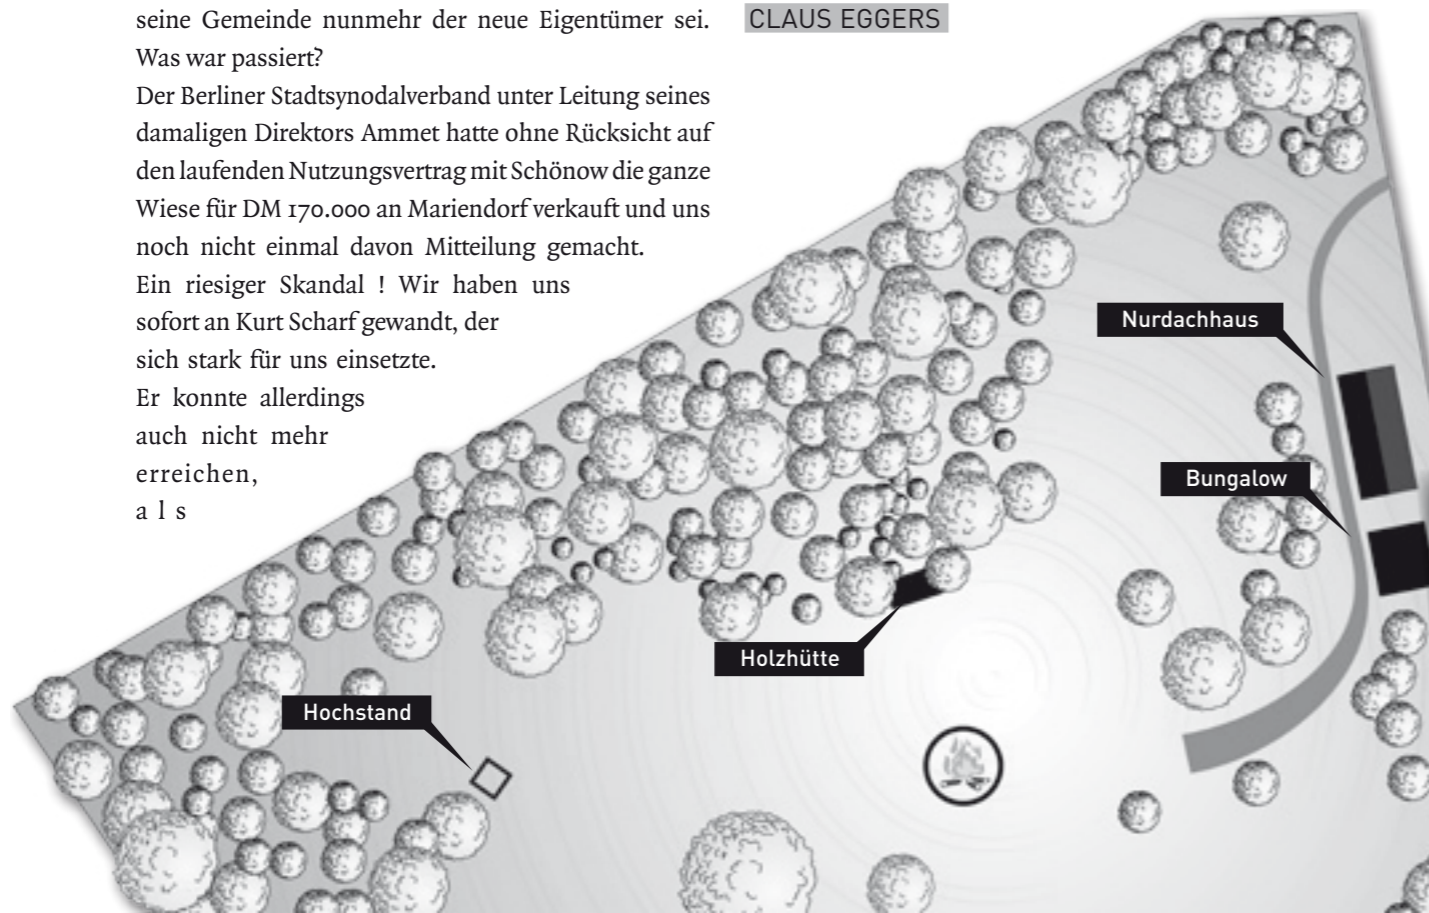 seine Gemeinde nunmehr der neue Eigentümer sei.
Was war passiert?
Der Berliner Stadtsynodalverband unter Leitung seines
damaligen Direktors Ammet hatte ohne Rücksicht auf
den laufenden Nutzungsvertrag mit Schönow die ganze
Wiese für DM 170.000 an Mariendorf verkauft und uns
noch nicht einmal davon Mitteilung gemacht.
Ein riesiger Skandal ! Wir haben uns
sofort an Kurt Scharf gewandt, der
sich stark für uns einsetzte.
Er konnte allerdings
auch nicht mehr
erreichen,
als
CLAUS EGGERS
Nurdachhaus
Bungalow
Holzhütte
Hochstand